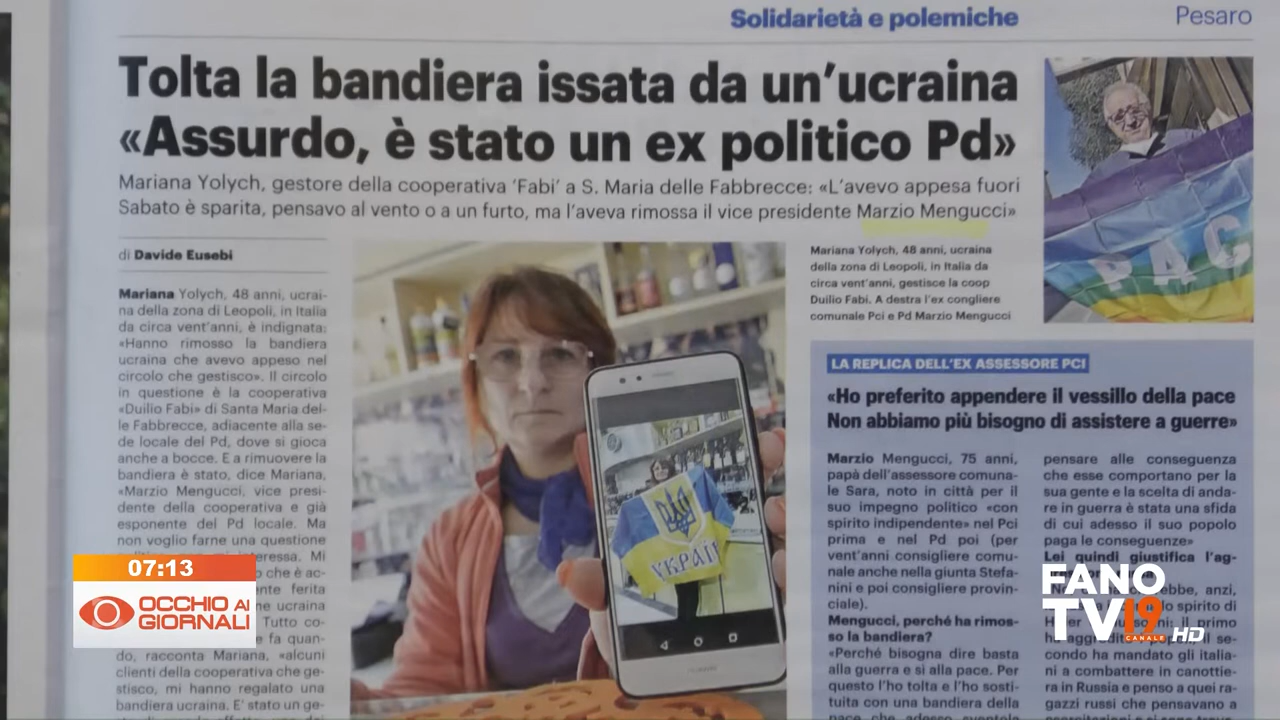 Solidarietà e polemiche
Pesaro
Tolta la bandiera issata da un'ucraina
«Assurdo, è stato un ex politico Pd»
Mariana Yolych, gestore della cooperativa 'Fabi' a S. Maria delle Fabbrecce: «L'avevo appesa fuori
Sabato è sparita, pensavo al vento o a un furto, ma l'aveva rimossa il vice presidente Marzio Mengucci»
di Davide Eusebi
Mariana Yolych, 48 anni, ucrai-
na della zona di Leopoli, in Italia
da circa vent'anni, è indignata:
«Hanno rimosso la bandiera
ucraina che avevo appeso nel
circolo che gestisco». Il circolo
in questione è la cooperativa
«Duilio Fabi» di Santa Maria del-
le Fabbrecce, adiacente alla se-
de locale del Pd, dove si gioca
anche a bocce. E a rimuovere la
bandiera è stato, dice Mariana,
«Marzio Mengucci, vice presi-
dente della cooperativa e già
esponente del Pd locale. Ma
non voglio farne una questione
eressa. Mi
o che è ac-
ente ferita
ne ucraina
Tutto co-
e fa quan-
do, racconta Mariana, «alcuni
clienti della cooperativa che ge-
stisco, mi hanno regalato una
bandiera ucraina. E' stato un ge-
УКРАЇ
Mariana Yolych, 48 anni, ucraina
della zona di Leopoli, in Italia da
circa vent'anni, gestisce la coop
Duilio Fabi. A destra l'ex congliere
comunale Pci e Pd Marzio Mengucci
PAC
LA REPLICA DELL'EX ASSESSORE PCI
«Ho preferito appendere il vessillo della pace
Non abbiamo più bisogno di assistere a guerre»
Marzio Mengucci, 75 anni,
papà dell'assessore comuna-
le Sara, noto in città per il
suo impegno politico «con
spirito indipendente» nel Pci
prima e nel Pd poi (per
vent'anni consigliere comu-
nale anche nella giunta Stefa-
nini e poi consigliere provin-
ciale).
Mengucci, perché ha rimos-
so la bandiera?
«Perché bisogna dire basta
alla guerra e sì alla pace. Per
questo l'ho tolta e l'ho sosti-
tuita con una bandiera della
pace che adesso sventola
pensare alle conseguenza
che esse comportano per la
sua gente e la scelta di anda-
re in guerra è stata una sfida
di cui adesso il suo popolo
paga le conseguenze»
Lei quindi giustifica l'ag-
ebbe, anzi,
lo spirito di
il primo
il se-
condo ha mandato gli italia-
ni a combattere in canottie-
ra in Russia e penso a quei ra-
gazzi russi che pensavano a
07:13
OCCHIO AI
GIORNALI
FANO
TV 19
CANALE HD